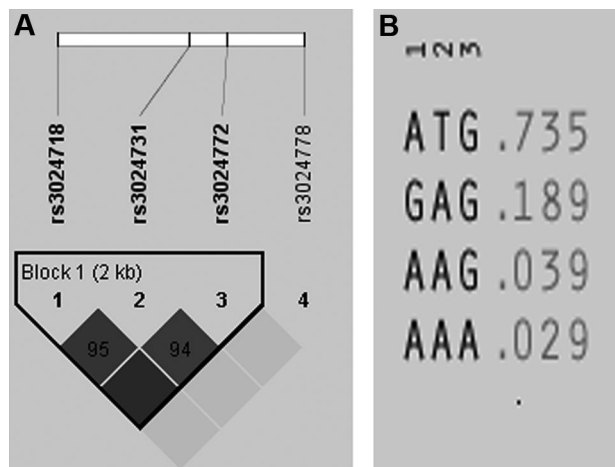 A
rs3024718
rs3024731
rs3024772
rs3024778
Block 1 (2 kb)
1 2 3 4
95 94
B
1 2 3
ATG .735
GAG .189
AAG .039
AAA .029
.